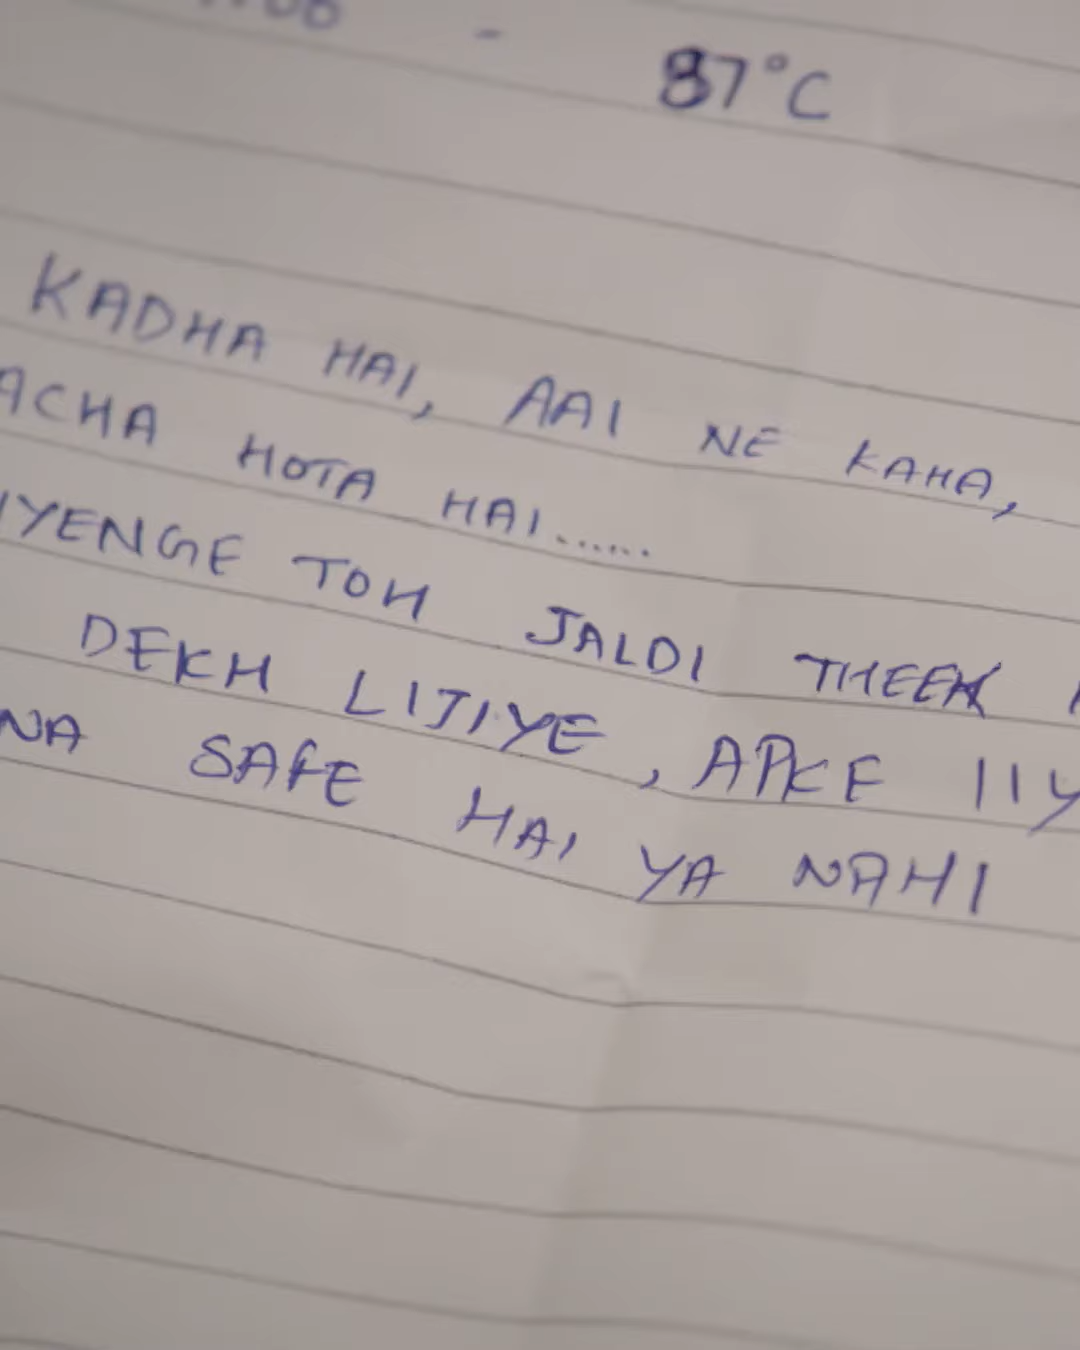 - 37°C
KADHA HAI, AAI NE KAHA,
ACHA HOTA HAI......
IYENGE TOH JALDI THEEK
DEKH LIJIYE, APKE
NA SAFE HAI YA NAHI